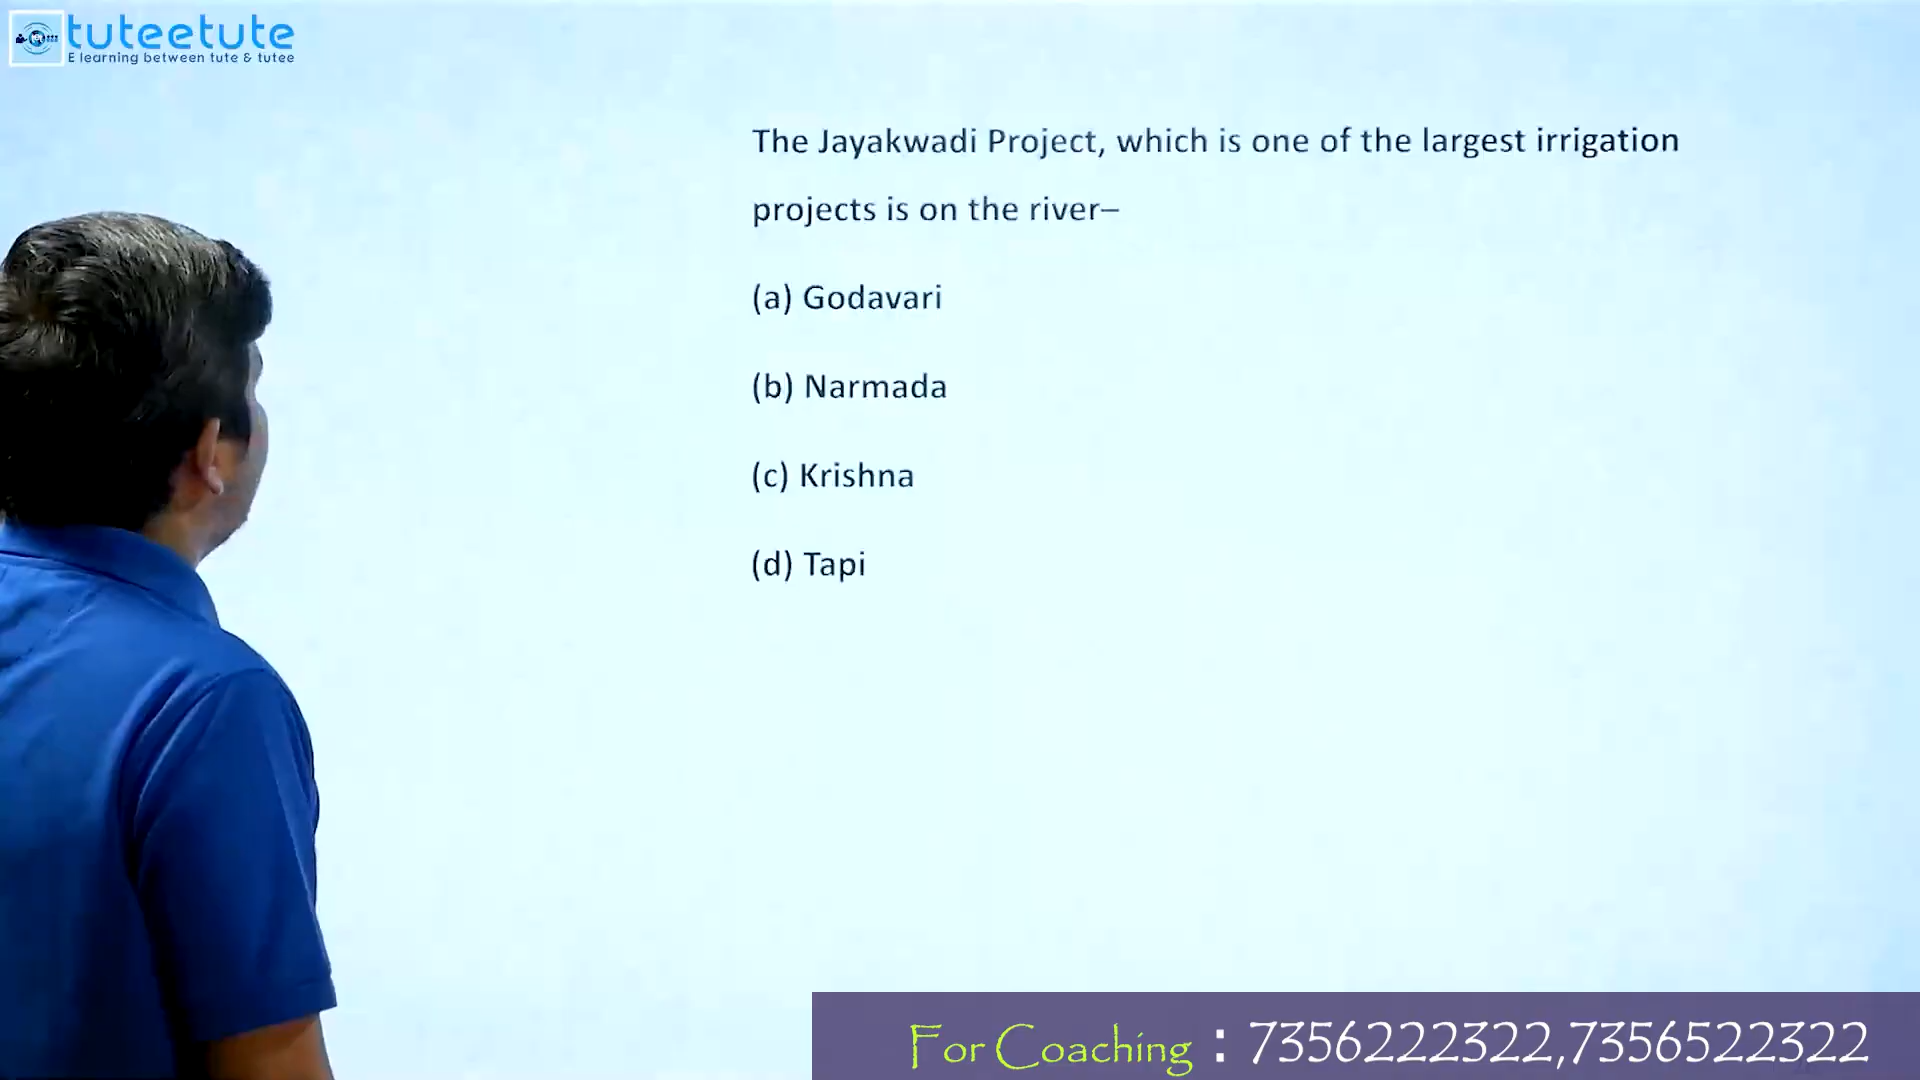 tuteetute
E learning between tute & tutee
The Jayakwadi Project, which is one of the largest irrigation
projects is on the river–
(a) Godavari
(b) Narmada
(c) Krishna
(d) Tapi
For Coaching : 7356222322,7356522322